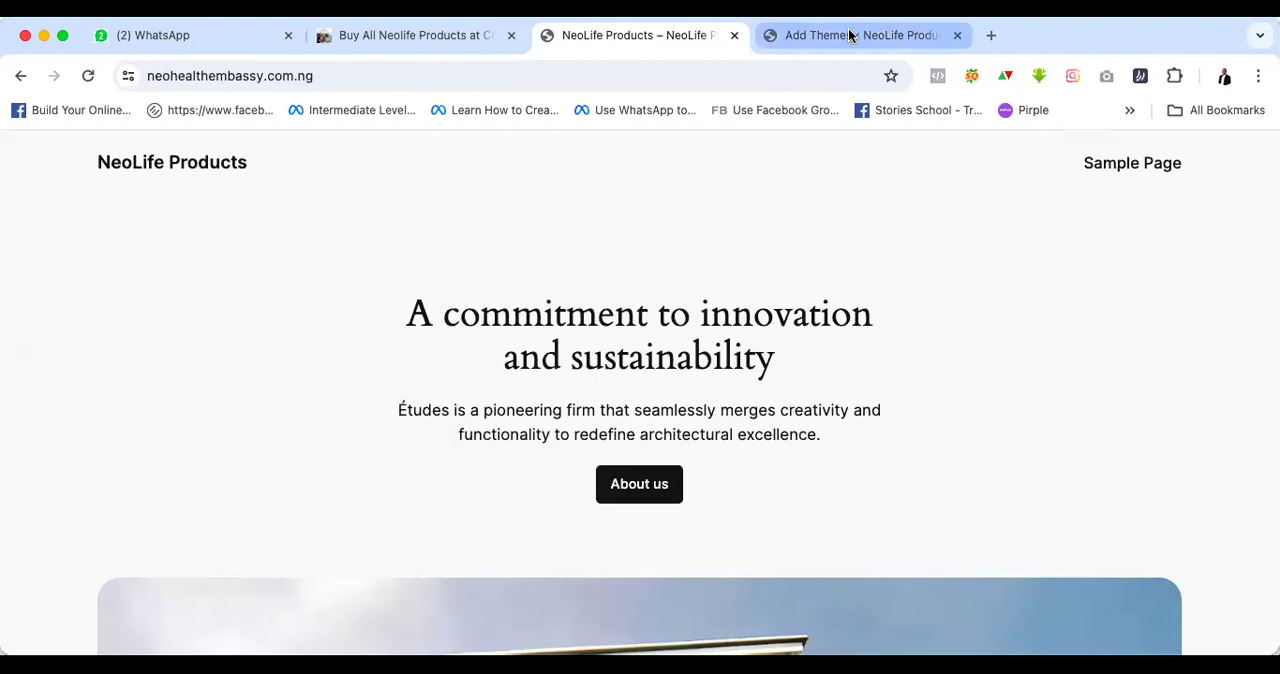 2
(2) WhatsApp
Buy All Neolife Products at C
NeoLife Products – NeoLife P
Add Themes NeoLife Produ
neohealthembassy.com.ng
Build Your Online...
https://www.faceb...
Intermediate Level...
Learn How to Crea...
Use WhatsApp to...
FB Use Facebook Gro...
Stories School - Tr...
Pirple
»
All Bookmarks
NeoLife Products
Sample Page
A commitment to innovation
and sustainability
Études is a pioneering firm that seamlessly merges creativity and
functionality to redefine architectural excellence.
About us